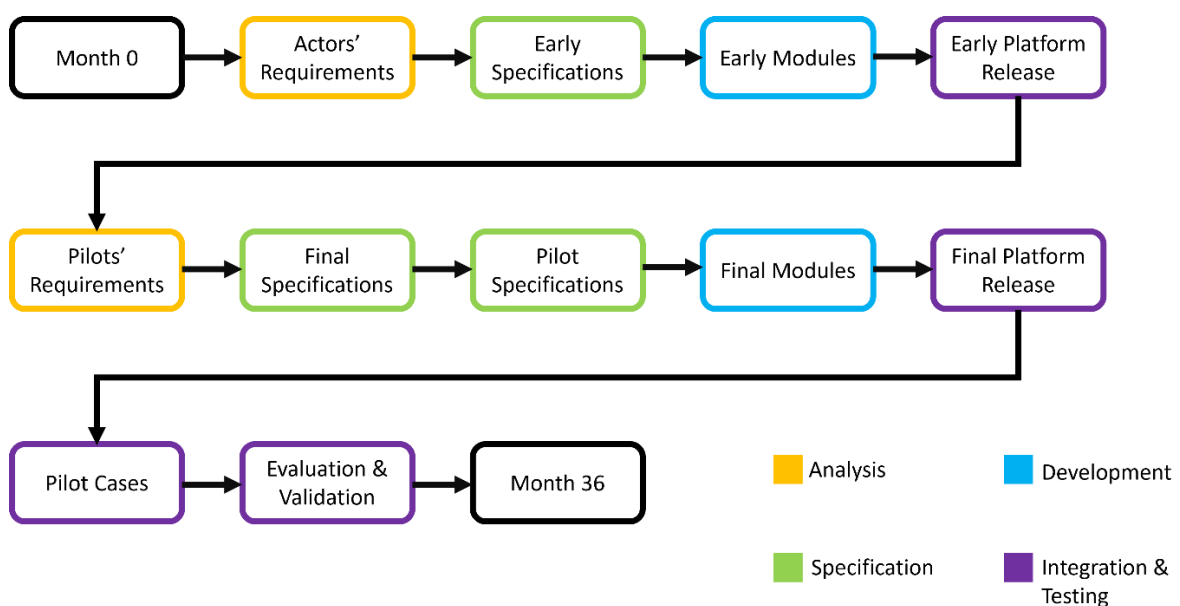 Month 0
Actors’
Requirements
Early
Specifications
Early Modules
Early Platform
Release
Pilots’
Requirements
Final
Specifications
Pilot
Specifications
Final Modules
Final Platform
Release
Pilot Cases
Evaluation &
Validation
Month 36
Analysis
Development
Specification
Integration &
Testing